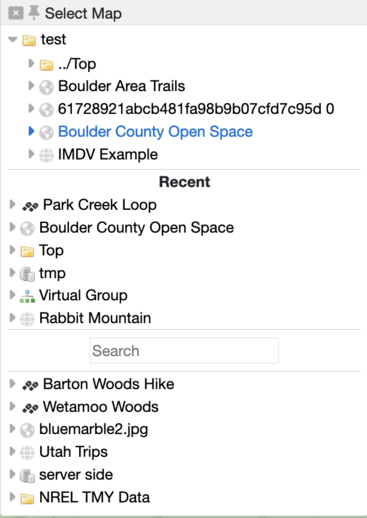 Select Map
test
../Top
Boulder Area Trails
61728921abcb481fa98b9b07cfd7c95d 0
Boulder County Open Space
IMDV Example
Recent
Park Creek Loop
Boulder County Open Space
Top
tmp
Virtual Group
Rabbit Mountain
Search
Barton Woods Hike
Wetamoo Woods
bluemarble2.jpg
Utah Trips
server side
NREL TMY Data